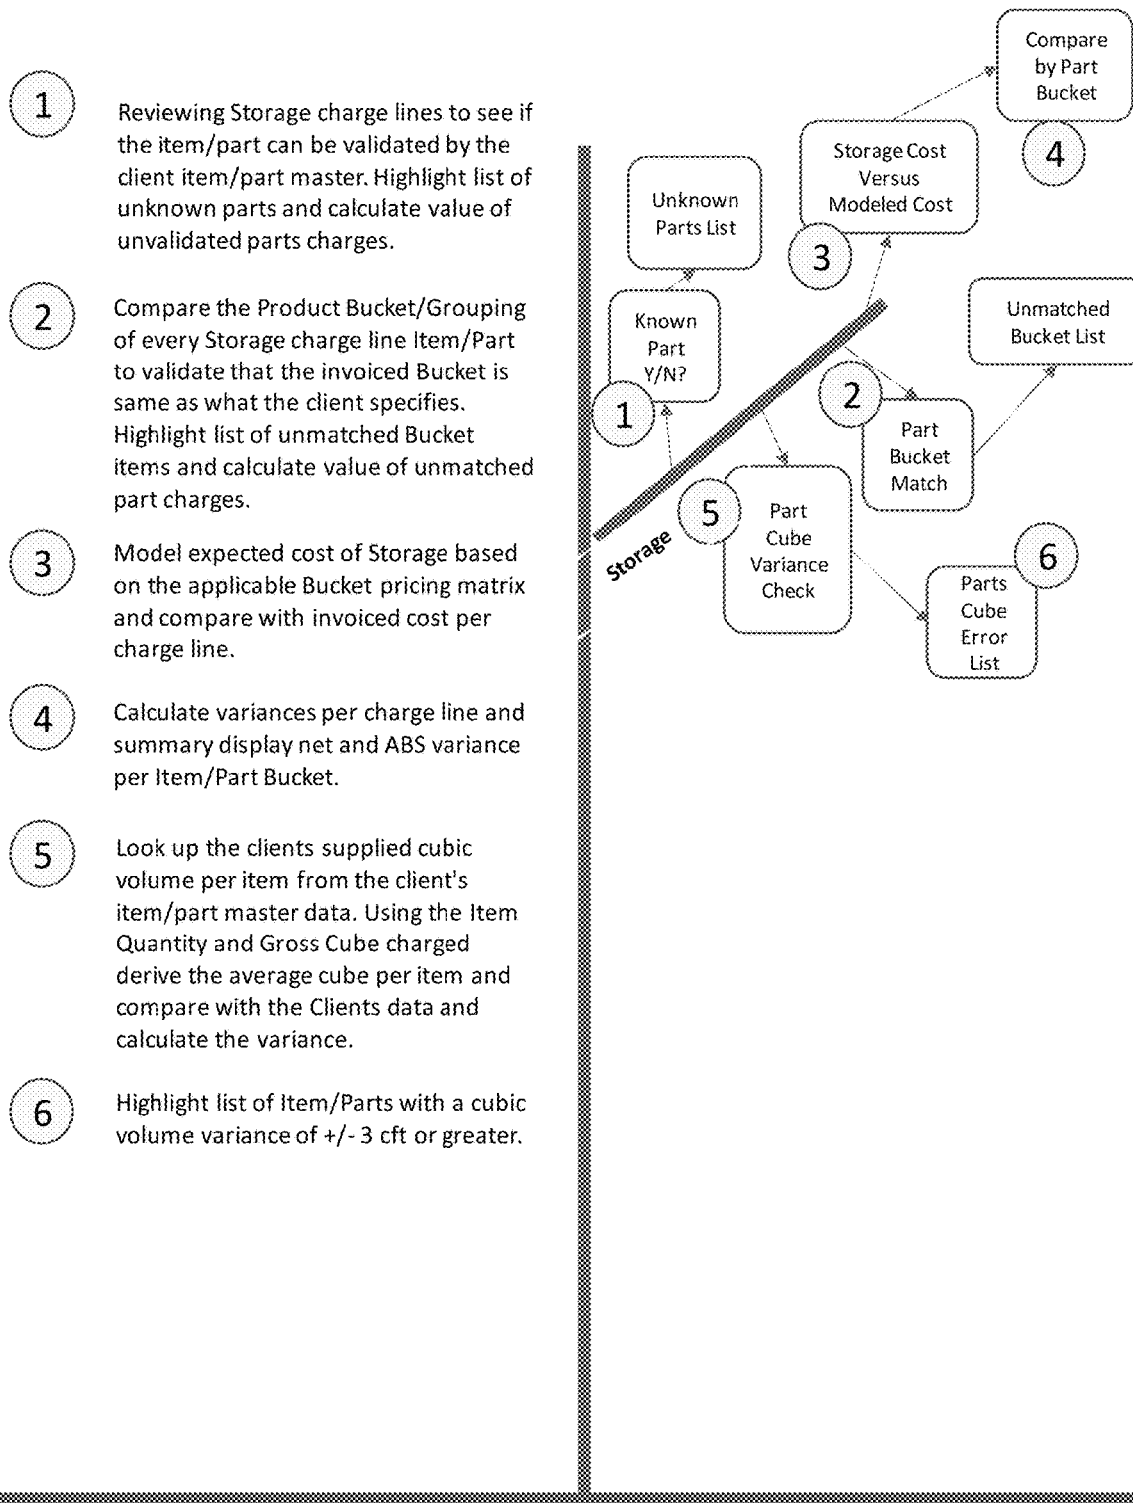 1
Reviewing Storage charge lines to see if
the item/part can be validated by the
client item/part master. Highlight list of
unknown parts and calculate value of
unvalidated parts charges.
2
Compare the Product Bucket/Grouping
of every Storage charge line Item/Part
to validate that the invoiced Bucket is
same as what the client specifies.
Highlight list of unmatched Bucket
items and calculate value of unmatched
part charges.
3
Model expected cost of Storage based
on the applicable Bucket pricing matrix
and compare with invoiced cost per
charge line.
4
Calculate variances per charge line and
summary display net and ABS variance
per Item/Part Bucket.
5
Look up the clients supplied cubic
volume per item from the client's
item/part master data. Using the Item
Quantity and Gross Cube charged
derive the average cube per item and
compare with the Clients data and
calculate the variance.
6
Highlight list of Item/Parts with a cubic
volume variance of +/- 3 cft or greater.
Compare
by Part
Bucket
4
Storage Cost
Versus
Modeled Cost
3
Unknown
Parts List
Known
Part
Y/N?
1
Unmatched
Bucket List
2
Part
Bucket
Match
Storage
5
Part
Cube
Variance
Check
6
Parts
Cube
Error
List